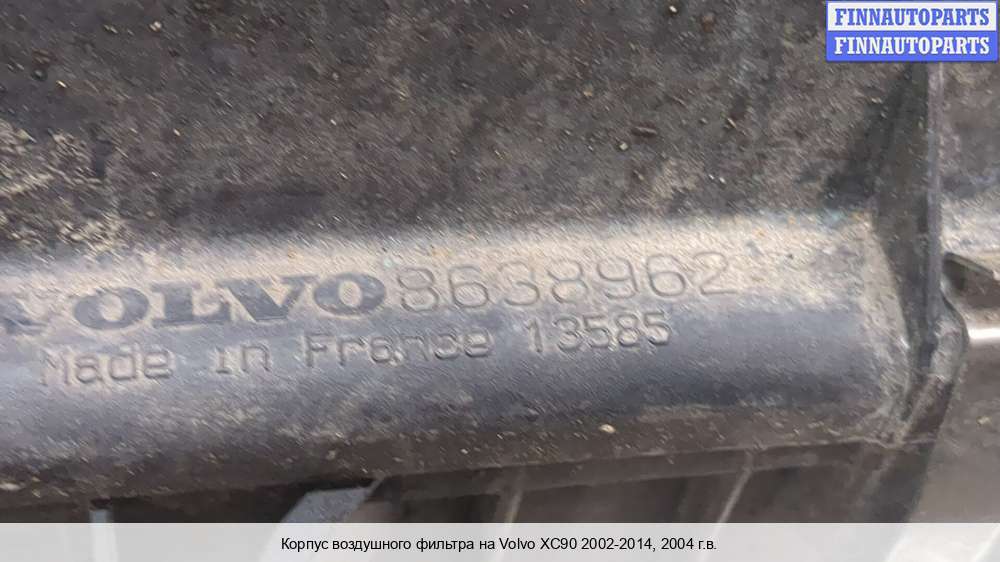 FINNAUTOPARTS
FINNAUTOPARTS
VOLVO 8638962
Made in France 13585
Корпус воздушного фильтра на Volvo XC90 2002-2014, 2004 г.в.